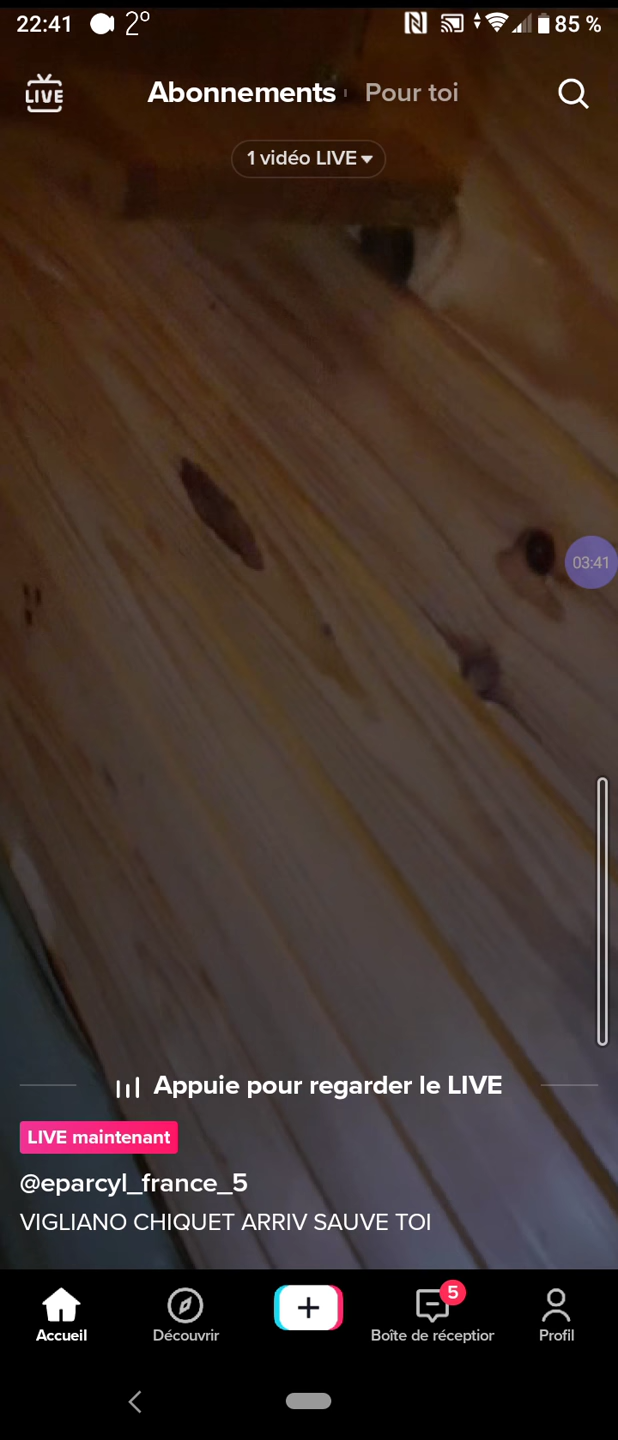 22:41 2° 85 %
LIVE Abonnements Pour toi
1 vidéo LIVE
03:41
Appuie pour regarder le LIVE
LIVE maintenant
@eparcyl_france_5
VIGLIANO CHIQUET ARRIV SAUVE TOI
5
Accueil Découvrir Boîte de réception Profil